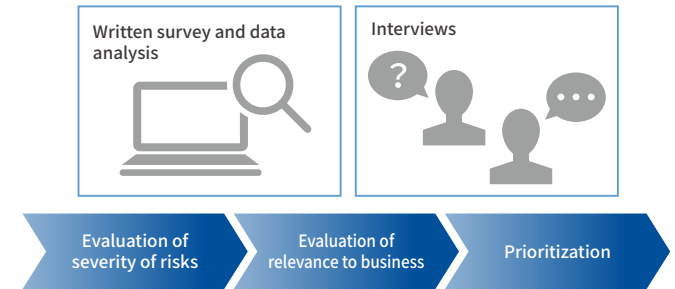 Written survey and data
analysis
Interviews
?
...
Evaluation of
severity of risks
Evaluation of
relevance to business
Prioritization